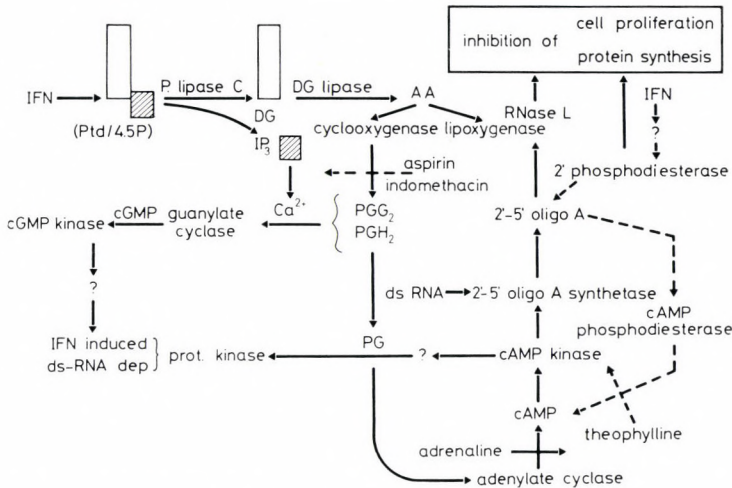 inhibition of
cell proliferation
protein synthesis
IFN
P. lipase C
DG lipase
AA
(Ptd/4.5P)
DG
IP3
cyclooxygenase lipoxygenase
RNase L
IFN
?
aspirin
indomethacin
2' phosphodiesterase
cGMP kinase
cGMP
guanylate
cyclase
Ca2+
PGG2
PGH2
2'-5' oligo A
?
ds RNA
2'-5' oligo A synthetase
cAMP
phosphodiesterase
IFN induced
ds-RNA dep
prot. kinase
PG
?
cAMP kinase
cAMP
theophylline
adrenaline
adenylate cyclase